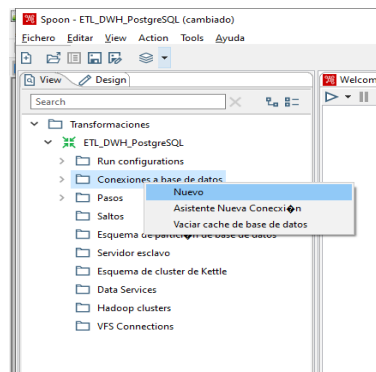 Spoon - ETL_DWH_PostgreSQL (cambiado)
Fichero Editar View Action Tools Ayuda
View Design
Welcom
Search
Transformaciones
ETL_DWH_PostgreSQL
Run configurations
Conexiones a base de datos
Nuevo
Pasos
Asistente Nueva Conecxi�n
Saltos
Vaciar cache de base de datos
Esquema de partici�n de base de datos
Servidor esclavo
Esquema de cluster de Kettle
Data Services
Hadoop clusters
VFS Connections